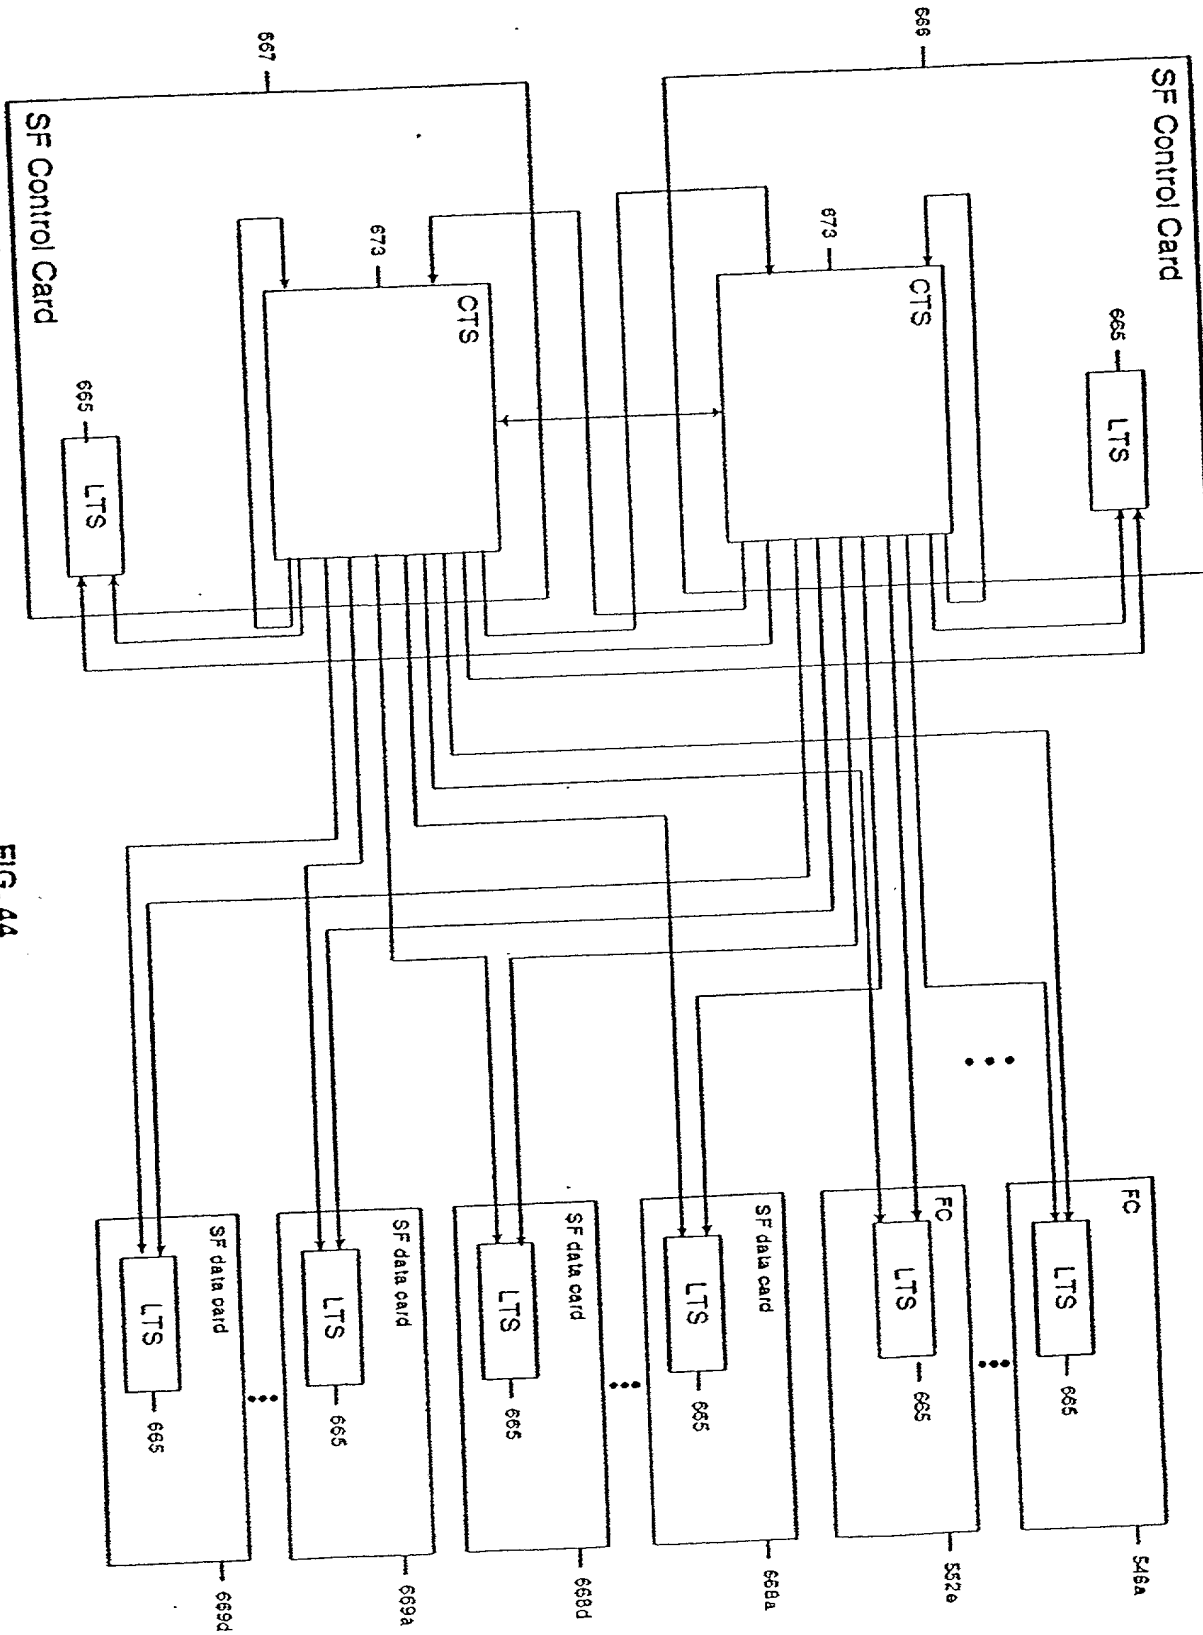 SF Control Card
666
CTS
673
LTS
665
SF Control Card
667
CTS
673
LTS
665
FC
LTS
665
546a
FC
LTS
665
552e
SF data card
LTS
665
668a
SF data card
LTS
665
668d
SF data card
LTS
665
669a
SF data card
LTS
665
669d
FIG. 44